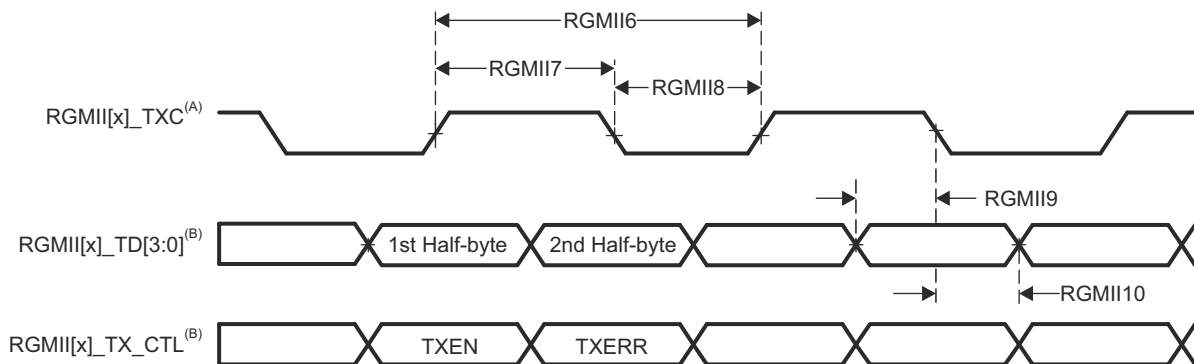 RGMII6
RGMII7
RGMII8
RGMII[x]_TXC(A)
RGMII9
RGMII[x]_TD[3:0](B)
1st Half-byte
2nd Half-byte
RGMII10
RGMII[x]_TX_CTL(B)
TXEN
TXERR